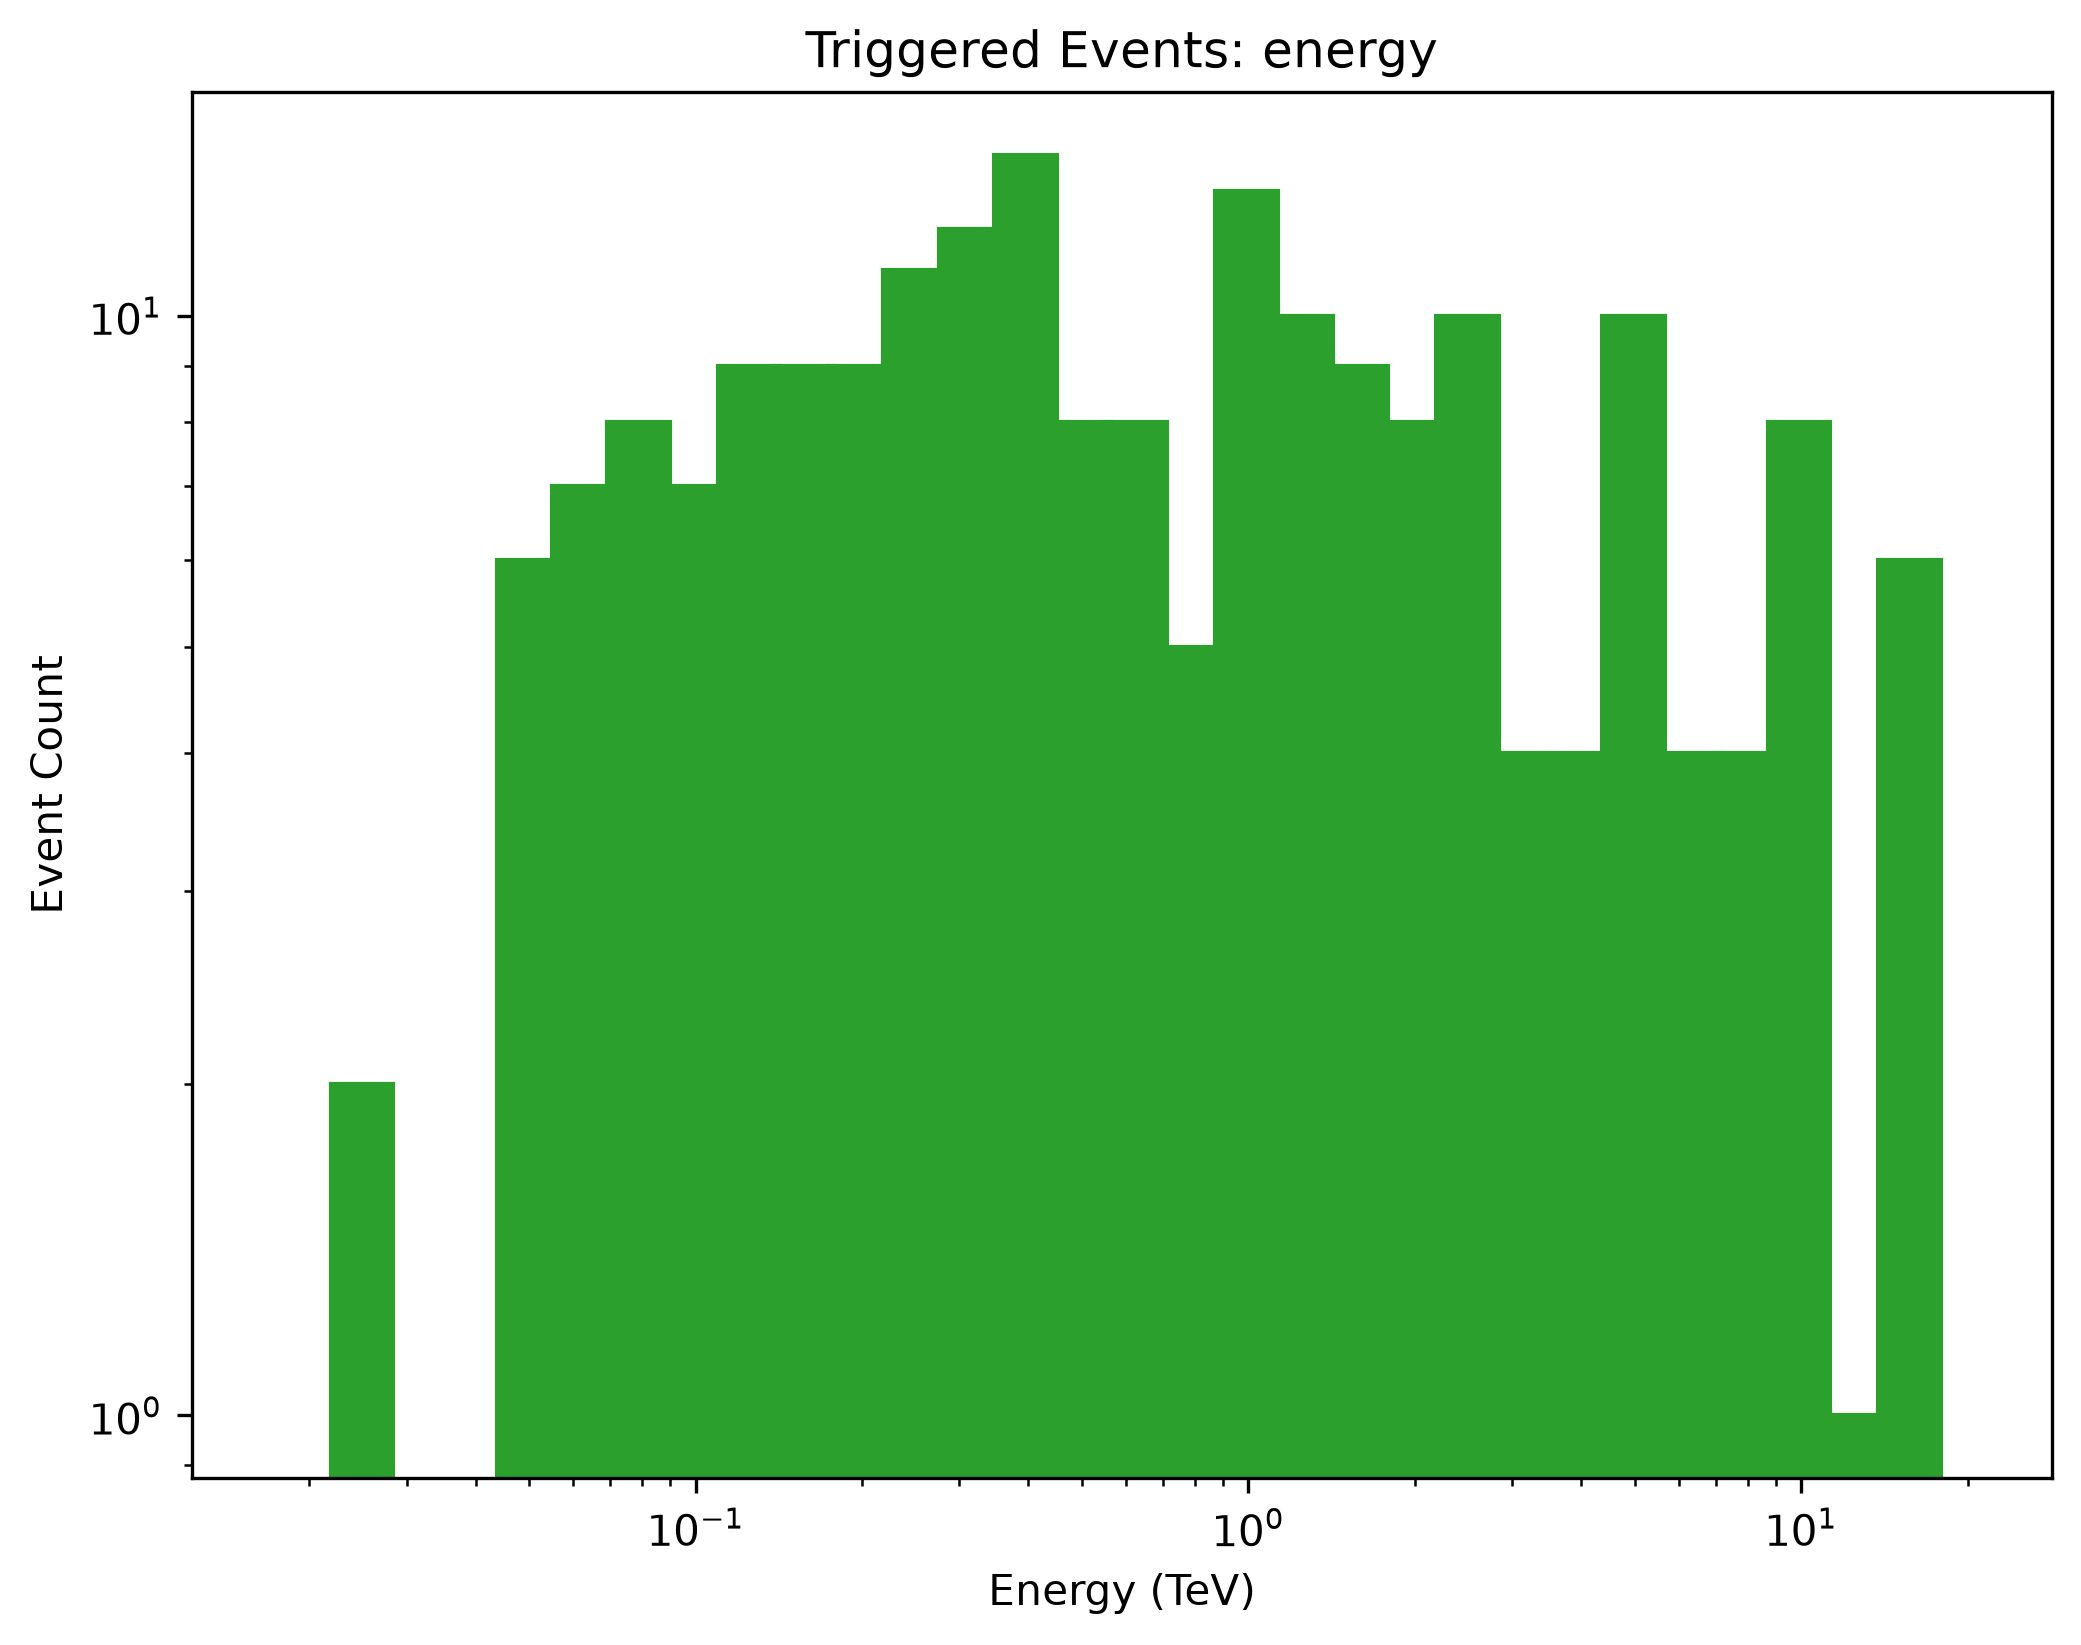 Triggered Events: energy
10¹
10⁰
Event Count
10⁻¹
10⁰
10¹
Energy (TeV)